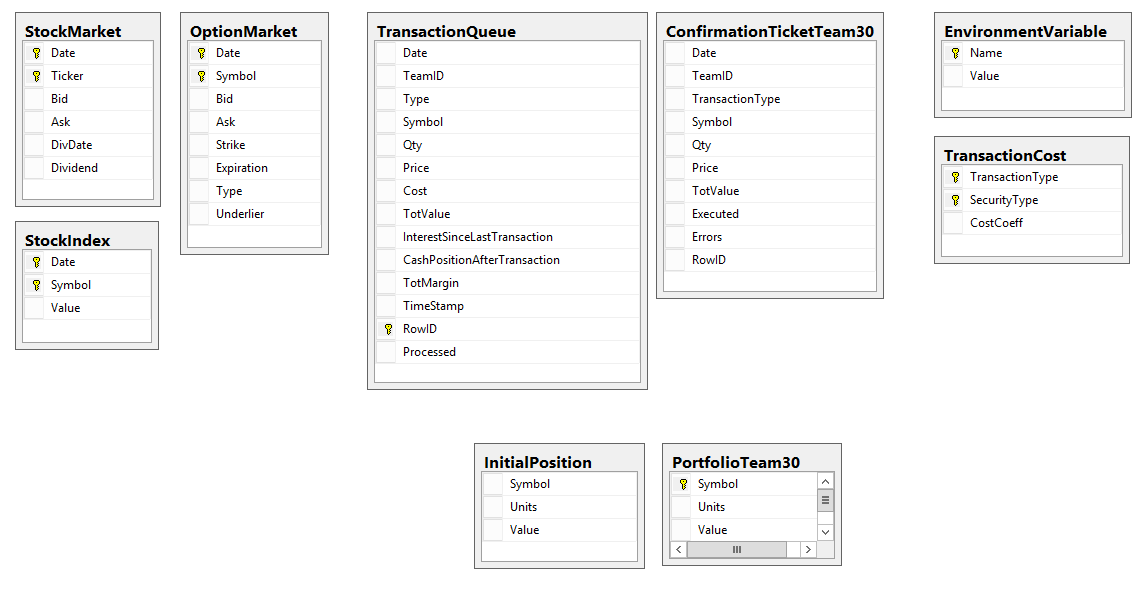 StockMarket
Date
Ticker
Bid
Ask
DivDate
Dividend
OptionMarket
Date
Symbol
Bid
Ask
Strike
Expiration
Type
Underlier
TransactionQueue
Date
TeamID
Type
Symbol
Qty
Price
Cost
TotValue
InterestSinceLastTransaction
CashPositionAfterTransaction
TotMargin
TimeStamp
RowID
Processed
ConfirmationTicketTeam30
Date
TeamID
TransactionType
Symbol
Qty
Price
TotValue
Executed
Errors
RowID
EnvironmentVariable
Name
Value
TransactionCost
TransactionType
SecurityType
CostCoeff
StockIndex
Date
Symbol
Value
InitialPosition
Symbol
Units
Value
PortfolioTeam30
Symbol
Units
Value